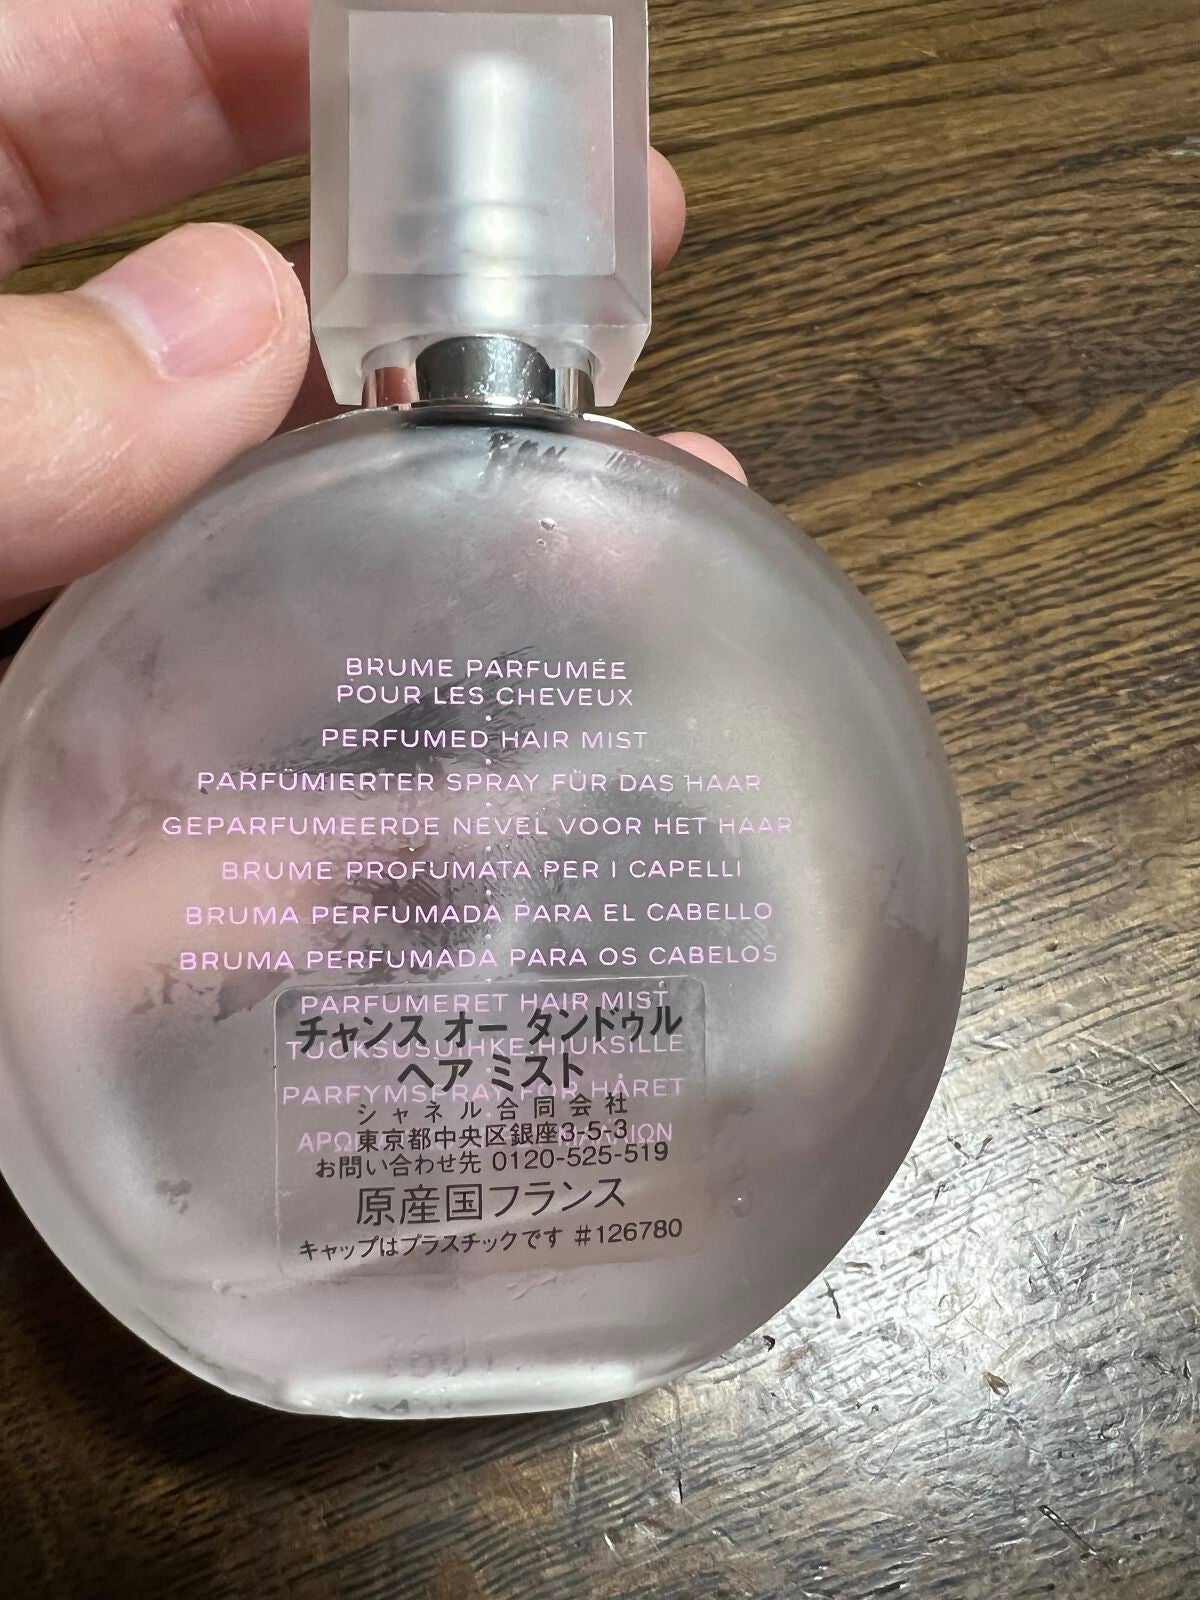 BRUME PARFUMÉE
POUR LES CHEVEUX
PERFUMED HAIR MIST
PARFÜMIERTER SPRAY FÜR DAS HAAR
GEPARFUMEERDE NEVEL VOOR HET HAAR
BRUME PROFUMATA PER I CAPELLI
BRUMA PERFUMADA PARA EL CABELLO
BRUMA PERFUMADA PARA OS CABELOS
PARFUMERET HAIR MIST
チャンス オー タンドゥル
HIUKSILLE
ヘア ミスト
PARFYMSPRAY FÖR HÅRET
シャネル合同会社
東京都中央区銀座3-5-3
お問い合わせ先 0120-525-519
原産国フランス
キャップはプラスチックです #126780